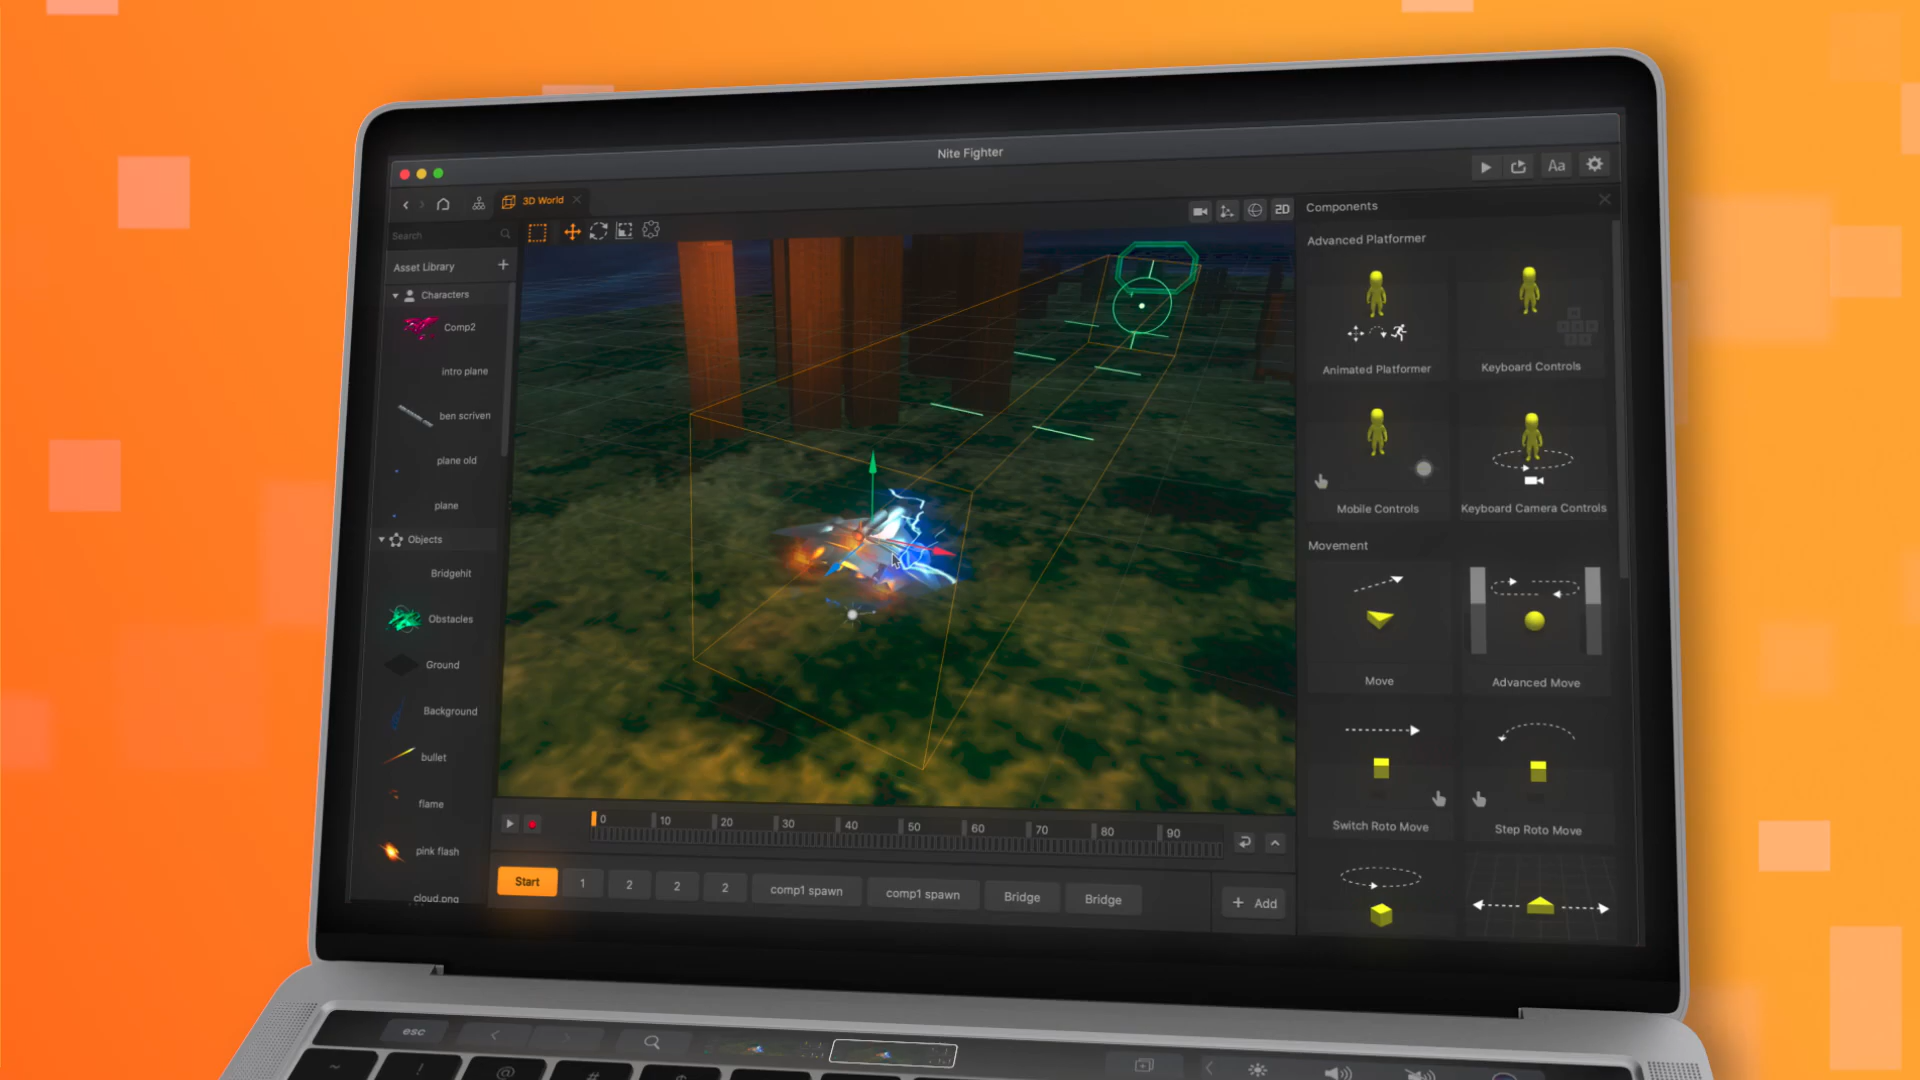 Nite Fighter
Aa
3D World
2D
Search
Asset Library
Characters
Comp2
intro plane
ben scriven
plane old
plane
Objects
Bridgehit
Obstacles
Ground
Background
bullet
flame
pink flash
cloud.png
0 10 20 30 40 50 60 70 80 90
Start 1 2 2 2 comp1 spawn comp1 spawn Bridge Bridge + Add
Components
Advanced Platformer
Animated Platformer
Keyboard Controls
Mobile Controls
Keyboard Camera Controls
Movement
Move
Advanced Move
Switch Roto Move
Step Roto Move
esc
~ ! @ #